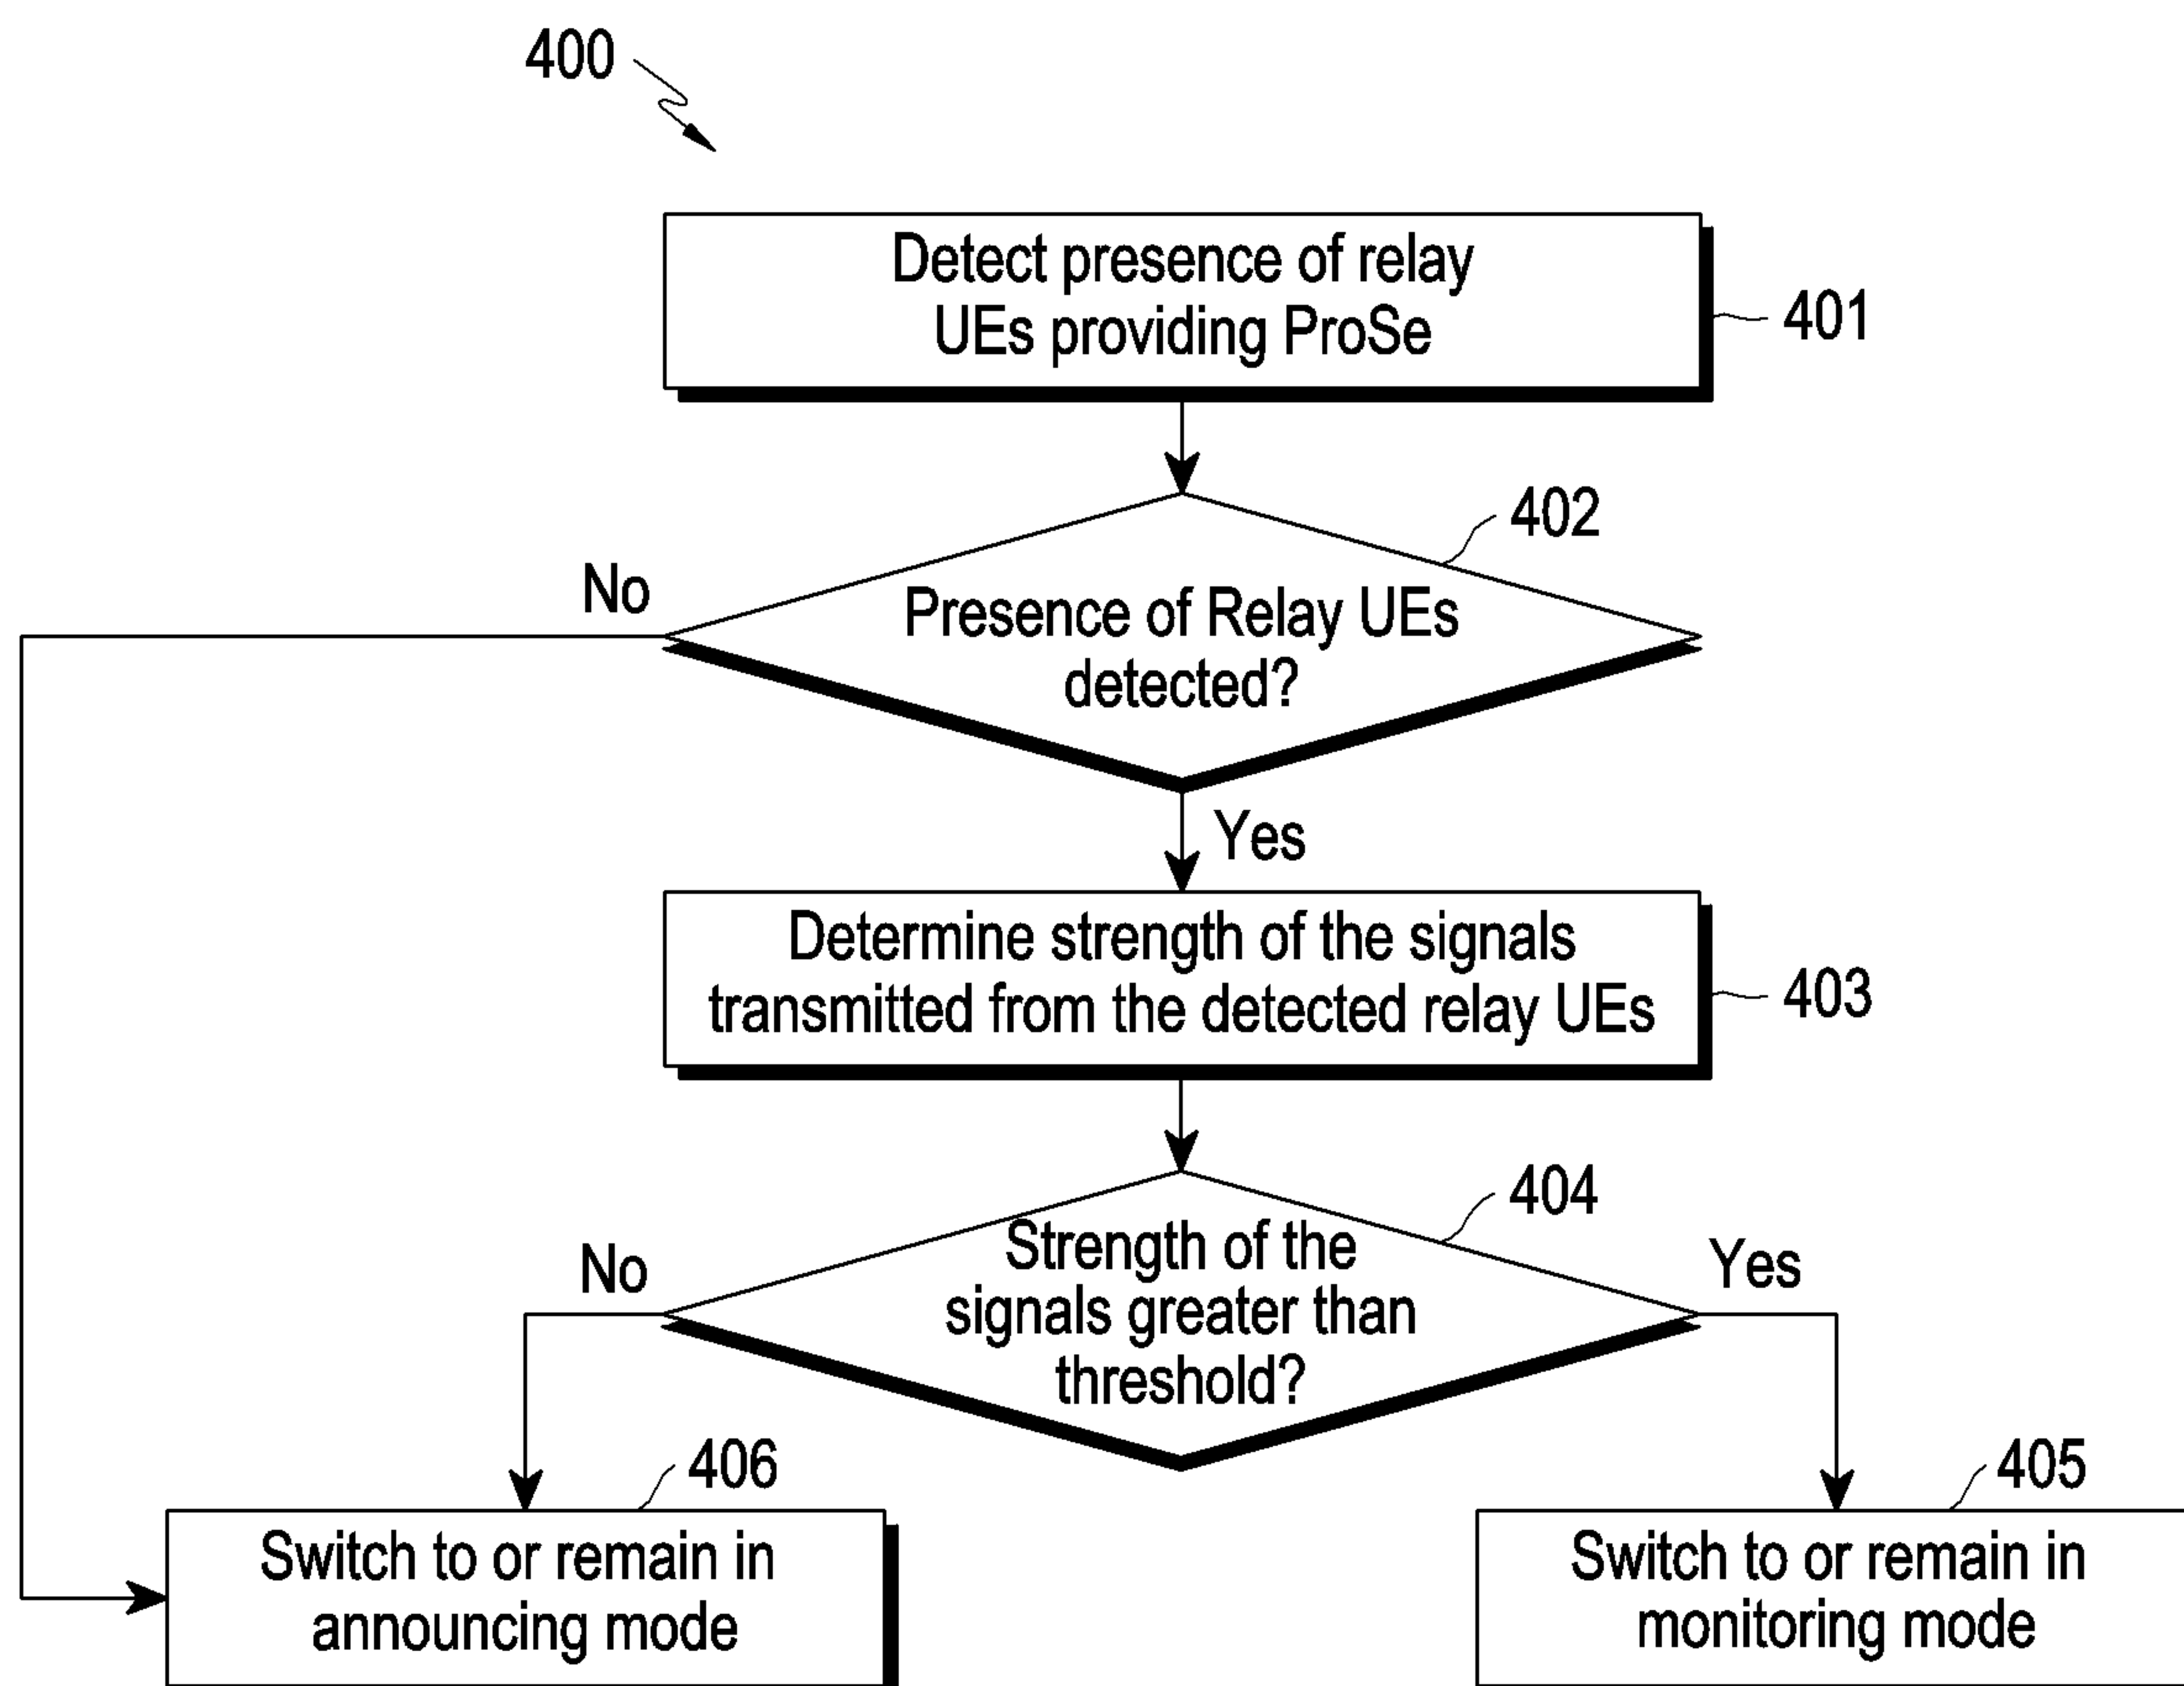 400
Detect presence of relay
UEs providing ProSe
401
402
No
Presence of Relay UEs
detected?
Yes
Determine strength of the signals
transmitted from the detected relay UEs
403
404
No
Strength of the
signals greater than
threshold?
Yes
406
405
Switch to or remain in
announcing mode
Switch to or remain in
monitoring mode